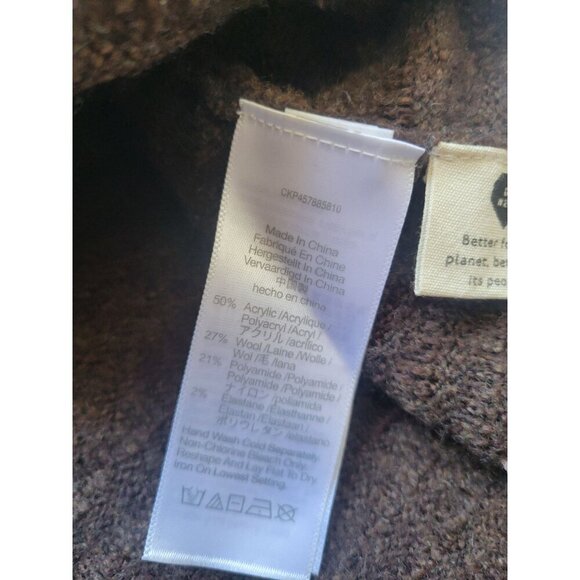 CKP457885816
Made In China
Fabriqué En Chine
Hergestellt In China
Vervaardigd In China
中国製
hecho en chino
50% Acrylic /Acrylique /
Polyacryl /Acryl /
アクリル /acrílico
27% Wool /Laine /Wolle /
Wol /毛 /lana
21% Polyamide /Polyamide /
Polyamide /Polyamide /
ナイロン /poliamida
2% Elastane /Elasthanne /
Elastan /Elastaan /
ポリウレタン /elastano
Hand Wash Cold Separately.
Non-Chlorine Bleach Only.
Reshape And Lay Flat To Dry.
Iron On Lowest Setting.
Better f
planet, be
its peo